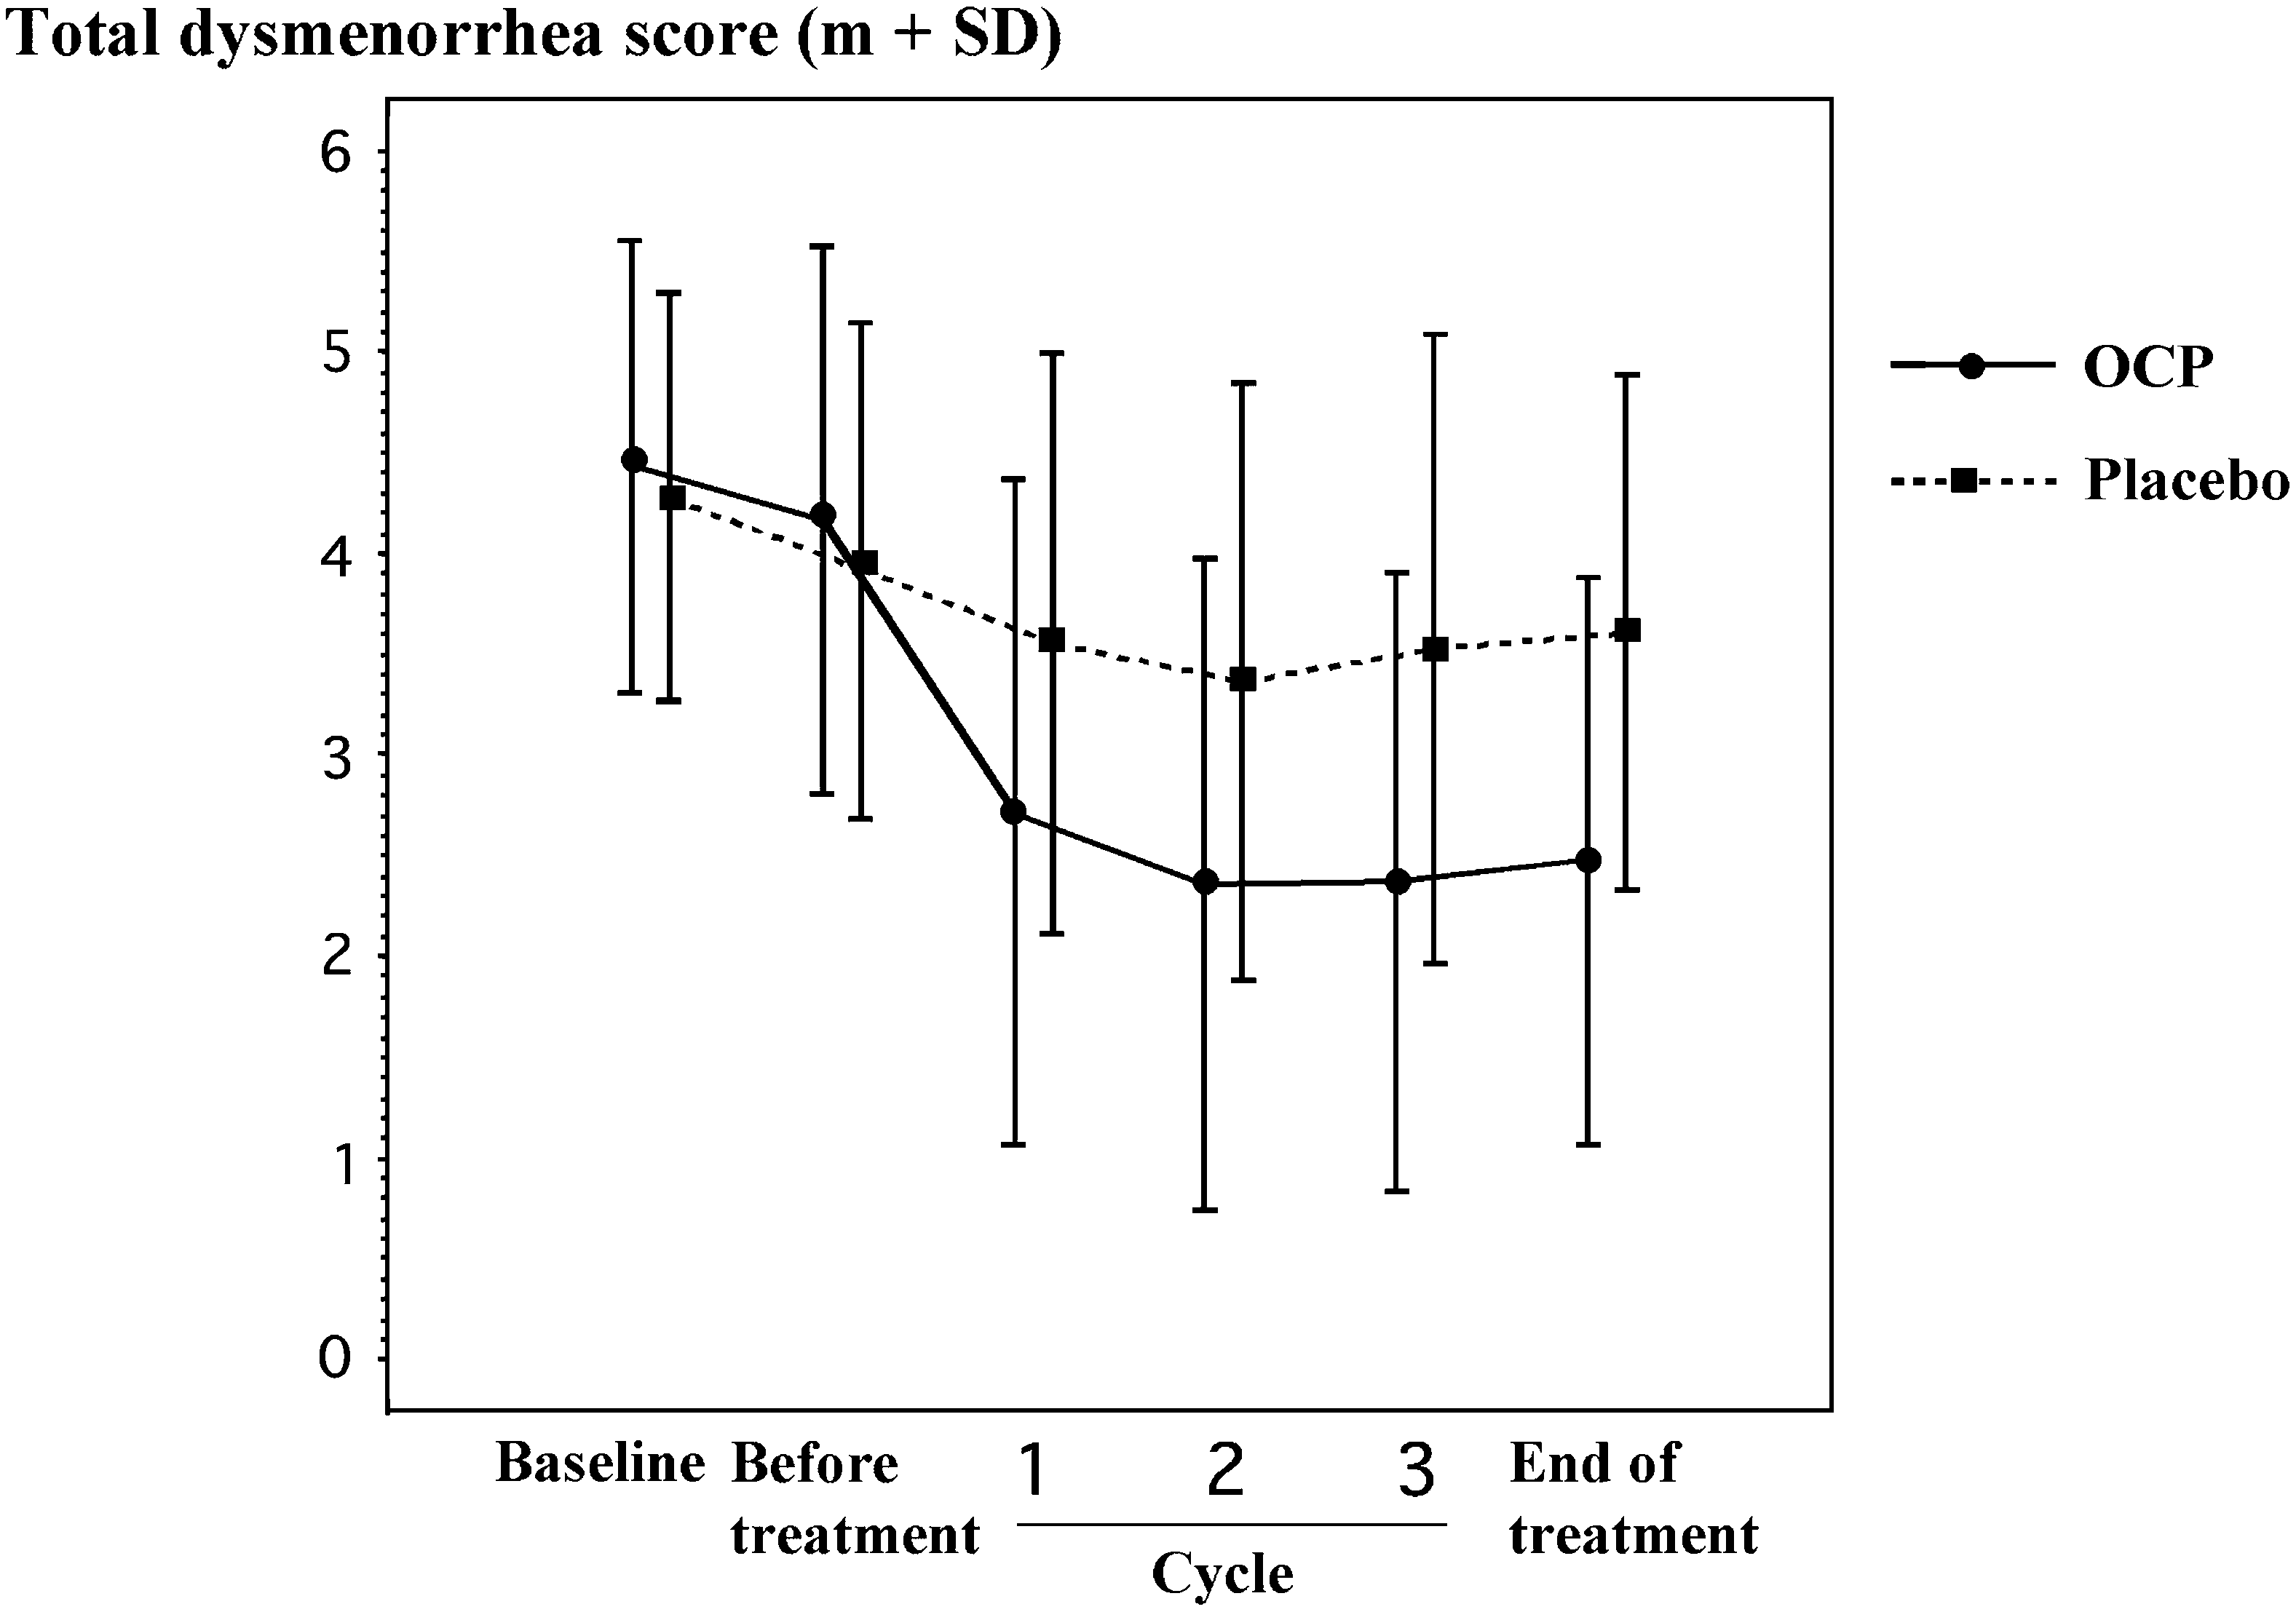 Total dysmenorrhea score (m + SD)
6
5
4
3
2
1
0
OCP
Placebo
Baseline Before treatment 1 2 3 End of treatment
Cycle